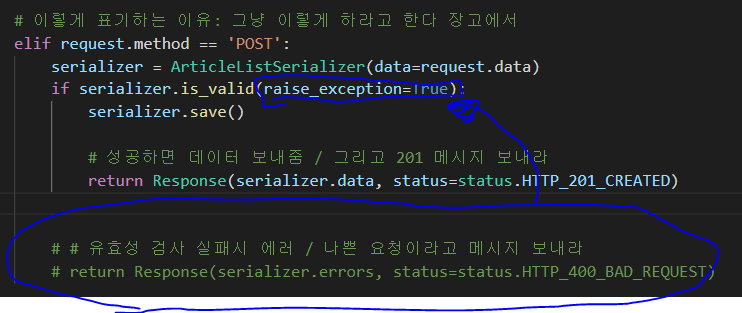 # 이렇게 표기하는 이유: 그냥 이렇게 하라고 한다 장고에서
elif request.method == 'POST':
serializer = ArticleListSerializer(data=request.data)
if serializer.is_valid(raise_exception=True):
serializer.save()
# 성공하면 데이터 보내줌 / 그리고 201 메시지 보내라
return Response(serializer.data, status=status.HTTP_201_CREATED)
# # 유효성 검사 실패시 에러 / 나쁜 요청이라고 메시지 보내라
# return Response(serializer.errors, status=status.HTTP_400_BAD_REQUEST)